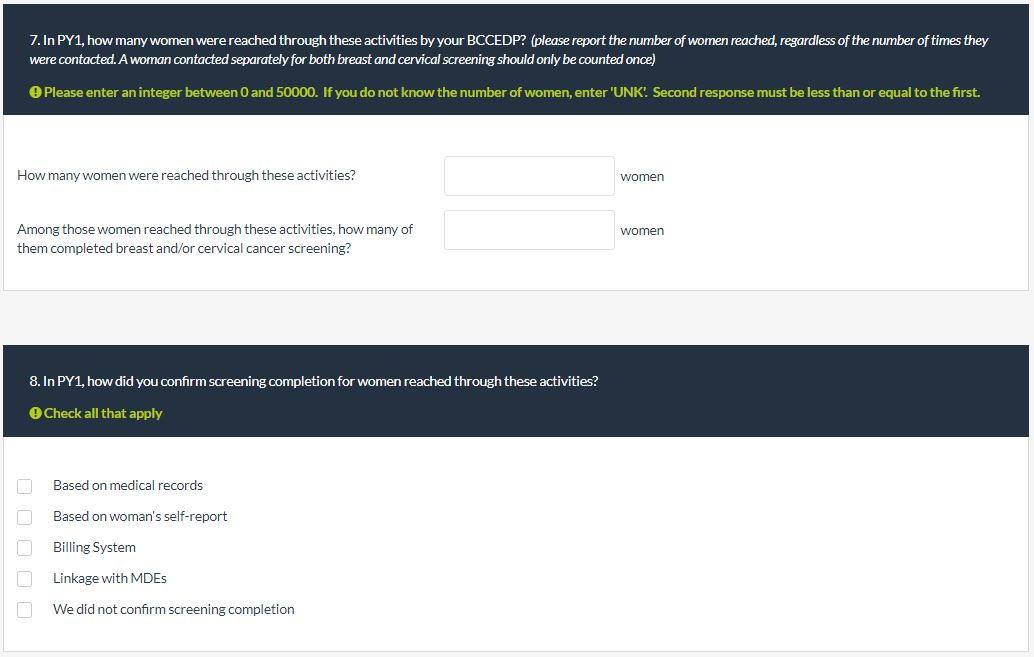 7. In PY1, how many women were reached through these activities by your BCCEDP? (please report the number of women reached, regardless of the number of times they
were contacted. A woman contacted separately for both breast and cervical screening should only be counted once)
Please enter an integer between 0 and 50000. If you do not know the number of women, enter 'UNK'. Second response must be less than or equal to the first.
How many women were reached through these activities?
women
Among those women reached through these activities, how many of
them completed breast and/or cervical cancer screening?
women
8. In PY1, how did you confirm screening completion for women reached through these activities?
Check all that apply
Based on medical records
Based on woman's self-report
Billing System
Linkage with MDEs
We did not confirm screening completion